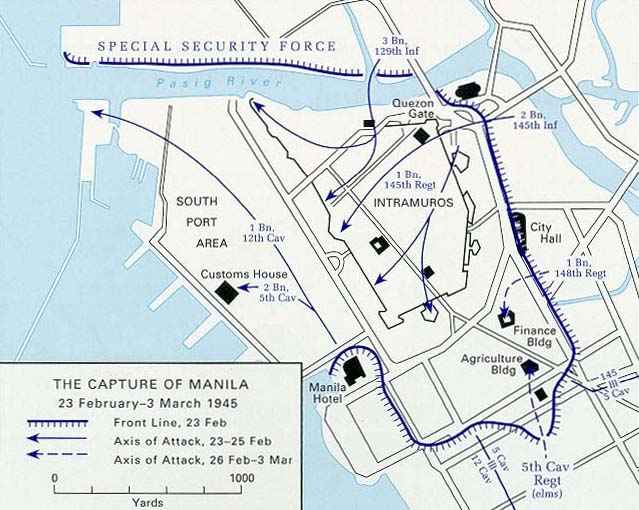 SPECIAL SECURITY FORCE
3 Bn,
129th Inf
Pasig River
Quezon
Gate
2 Bn,
145th Inf
1 Bn,
145th Regt
INTRAMUROS
SOUTH
PORT
AREA
1 Bn,
12th Cav
City
Hall
Customs House
2 Bn,
5th Cav
1 Bn,
148th Regt
Finance
Bldg
Agriculture
Bldg
Manila
Hotel
145
III
5 Cav
5 Cav
III
12 Cav
5th Cav
Regt
(elms)
THE CAPTURE OF MANILA
23 February–3 March 1945
Front Line, 23 Feb
Axis of Attack, 23–25 Feb
Axis of Attack, 26 Feb–3 Mar
0
1000
Yards